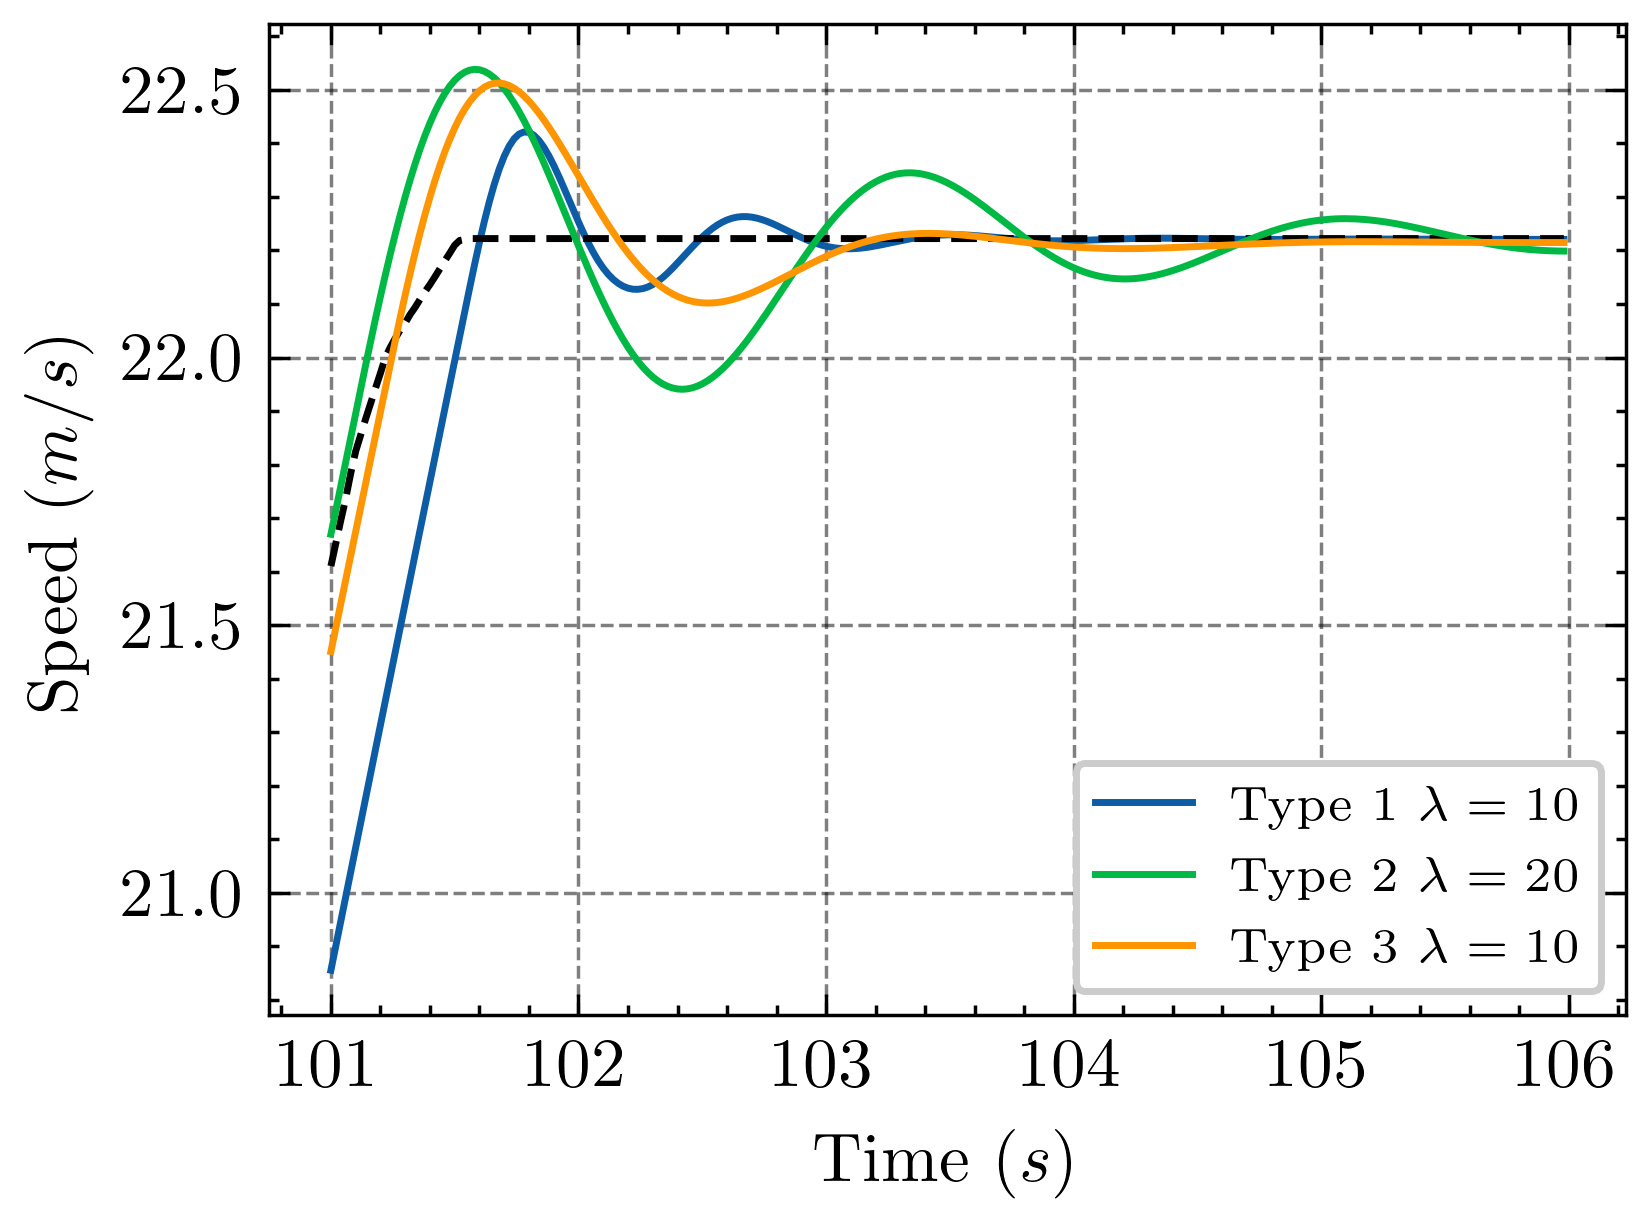 22.5
22.0
21.5
21.0
Speed (m/s)
101 102 103 104 105 106
Time (s)
Type 1 λ = 10
Type 2 λ = 20
Type 3 λ = 10